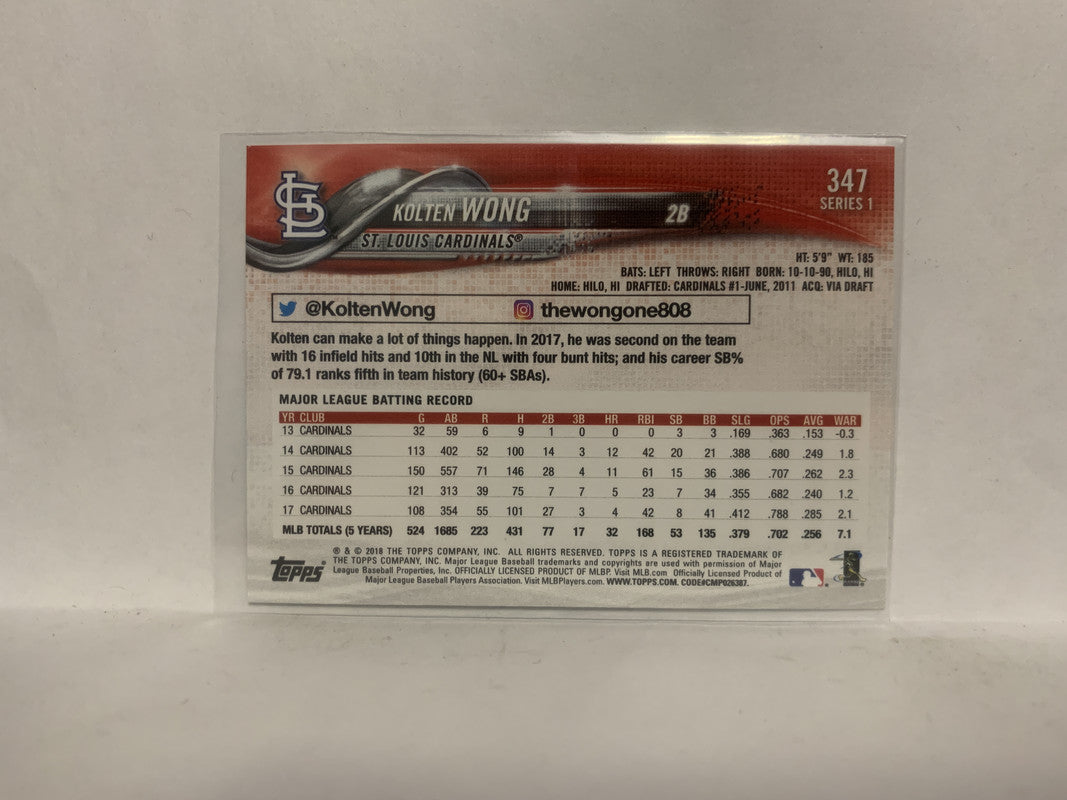 STL
KOLTEN WONG 2B
ST. LOUIS CARDINALS®
347
SERIES 1
HT: 5'9" WT: 185
BATS: LEFT THROWS: RIGHT BORN: 10-10-90, HILO, HI
HOME: HILO, HI DRAFTED: CARDINALS #1-JUNE, 2011 ACQ: VIA DRAFT
@KoltenWong thewongone808
Kolten can make a lot of things happen. In 2017, he was second on the team
with 16 infield hits and 10th in the NL with four bunt hits; and his career SB%
of 79.1 ranks fifth in team history (60+ SBAs).
MAJOR LEAGUE BATTING RECORD
YR CLUB G AB R H 2B 3B HR RBI SB BB SLG OPS AVG WAR
13 CARDINALS 32 59 6 9 1 0 0 0 3 3 .169 .363 .153 -0.3
14 CARDINALS 113 402 52 100 14 3 12 42 20 21 .388 .680 .249 1.8
15 CARDINALS 150 557 71 146 28 4 11 61 15 36 .386 .707 .262 2.3
16 CARDINALS 121 313 39 75 7 7 5 23 7 34 .355 .682 .240 1.2
17 CARDINALS 108 354 55 101 27 3 4 42 8 41 .412 .788 .285 2.1
MLB TOTALS (5 YEARS) 524 1685 223 431 77 17 32 168 53 135 .379 .702 .256 7.1
Topps
® & © 2018 THE TOPPS COMPANY, INC. ALL RIGHTS RESERVED. TOPPS IS A REGISTERED TRADEMARK OF
THE TOPPS COMPANY, INC. Major League Baseball trademarks and copyrights are used with permission of Major
League Baseball Properties, Inc. OFFICIALLY LICENSED PRODUCT OF MLBP. Visit MLB.com Officially Licensed Product of
Major League Baseball Players Association. Visit MLBPlayers.com. WWW.TOPPS.COM. CODE#CMP026387.